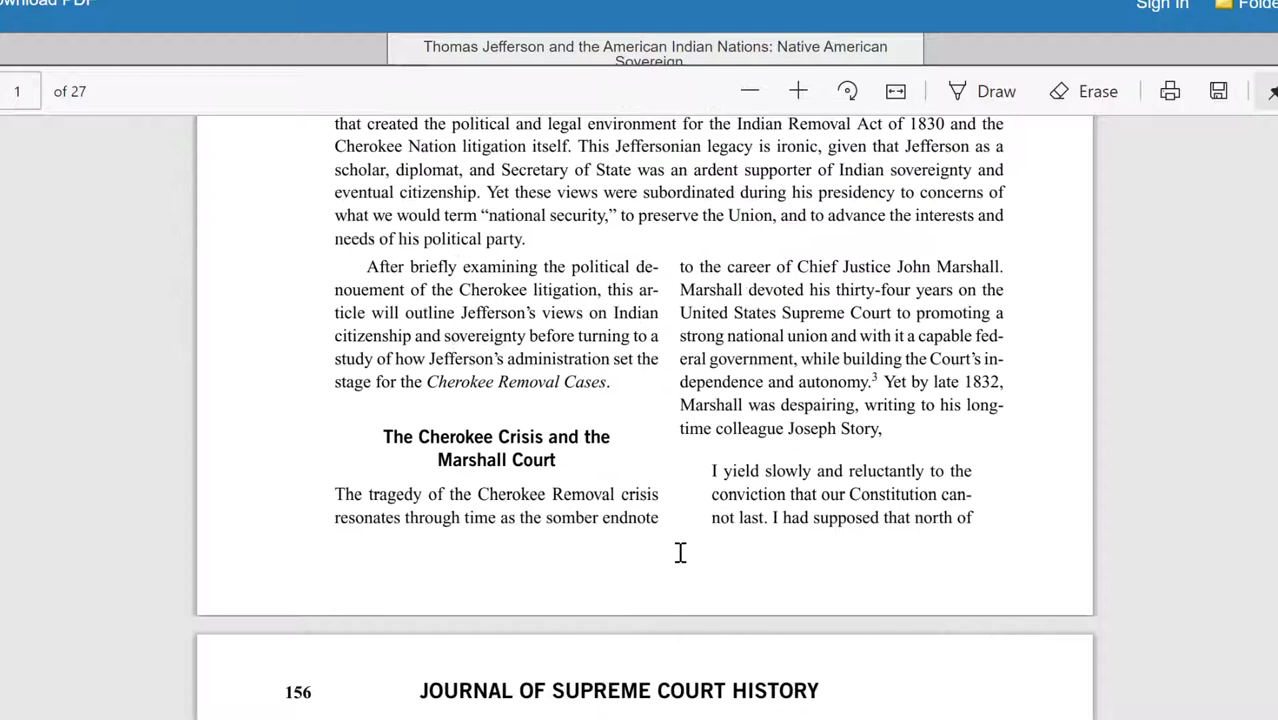 ownload PDF
Sign In
Folde
Thomas Jefferson and the American Indian Nations: Native American
Sovereign
1
of 27
Draw
Erase
that created the political and legal environment for the Indian Removal Act of 1830 and the
Cherokee Nation litigation itself. This Jeffersonian legacy is ironic, given that Jefferson as a
scholar, diplomat, and Secretary of State was an ardent supporter of Indian sovereignty and
eventual citizenship. Yet these views were subordinated during his presidency to concerns of
what we would term “national security,” to preserve the Union, and to advance the interests and
needs of his political party.
After briefly examining the political de-
nouement of the Cherokee litigation, this ar-
ticle will outline Jefferson’s views on Indian
citizenship and sovereignty before turning to a
study of how Jefferson’s administration set the
stage for the Cherokee Removal Cases.
The Cherokee Crisis and the
Marshall Court
The tragedy of the Cherokee Removal crisis
resonates through time as the somber endnote
to the career of Chief Justice John Marshall.
Marshall devoted his thirty-four years on the
United States Supreme Court to promoting a
strong national union and with it a capable fed-
eral government, while building the Court’s in-
dependence and autonomy.3 Yet by late 1832,
Marshall was despairing, writing to his long-
time colleague Joseph Story,
I yield slowly and reluctantly to the
conviction that our Constitution can-
not last. I had supposed that north of
156
JOURNAL OF SUPREME COURT HISTORY